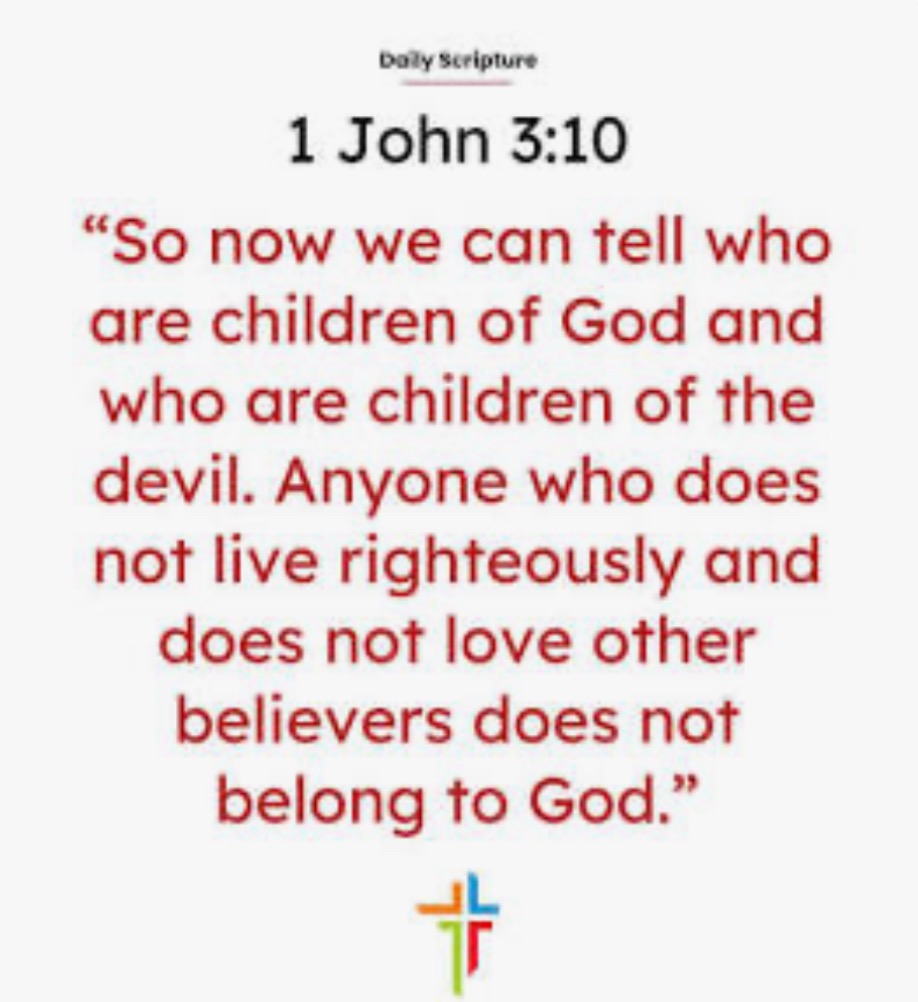 Daily Scripture
1 John 3:10
“So now we can tell who
are children of God and
who are children of the
devil. Anyone who does
not live righteously and
does not love other
believers does not
belong to God.”